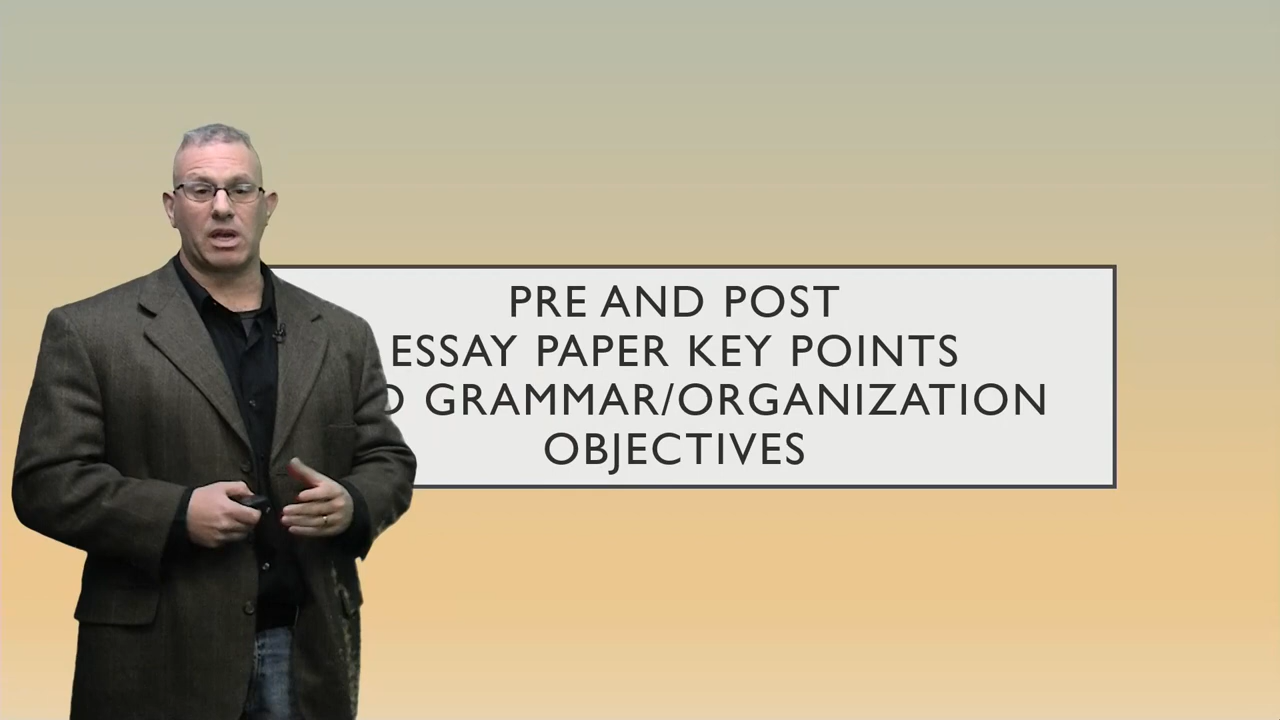 PRE AND POST
ESSAY PAPER KEY POINTS
GRAMMAR/ORGANIZATION
OBJECTIVES